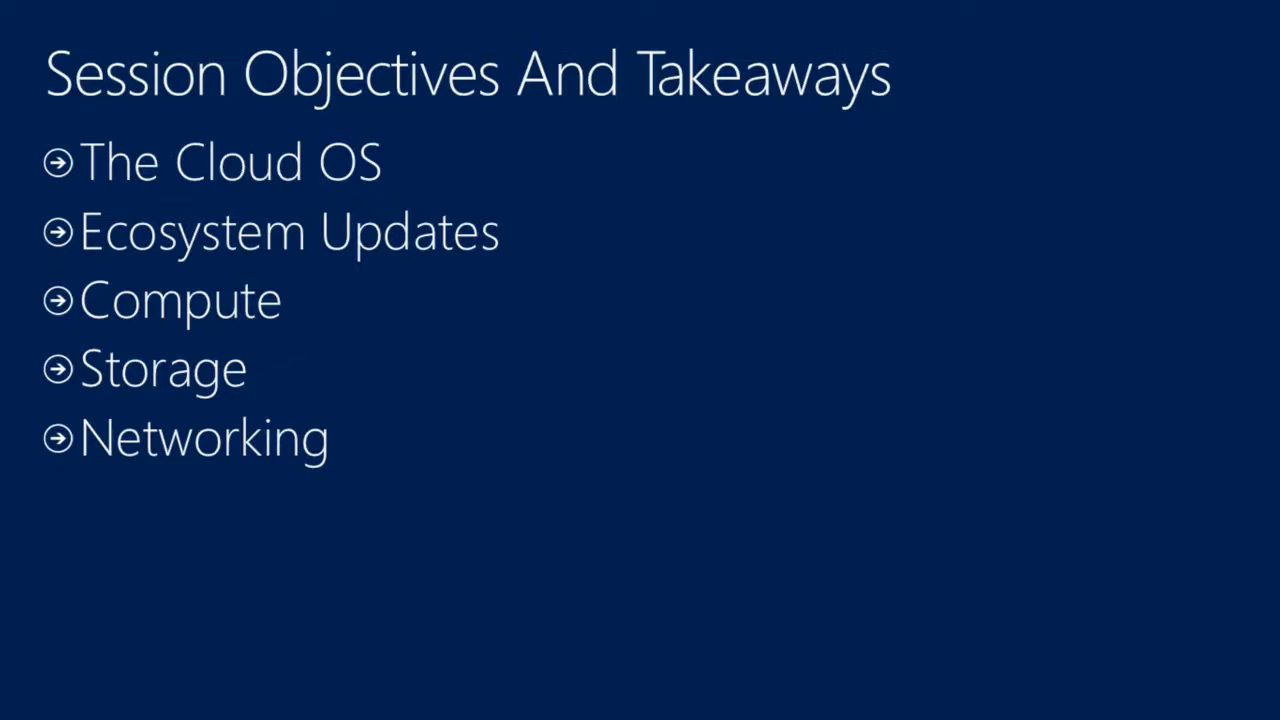 Session Objectives And Takeaways
The Cloud OS
Ecosystem Updates
Compute
Storage
Networking